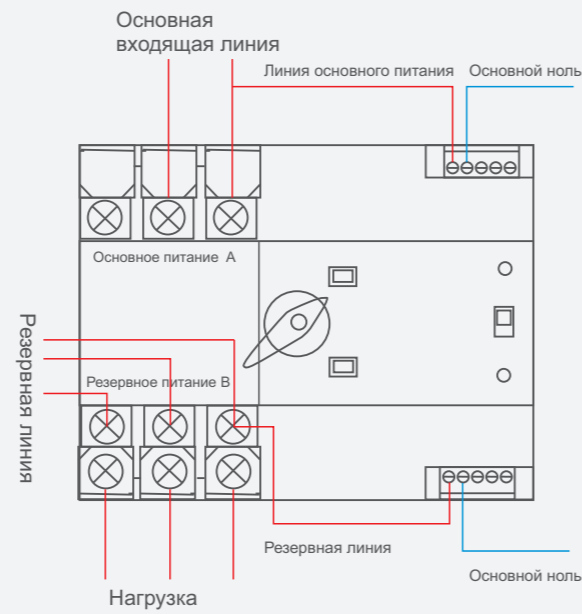 Основная
входящая линия
Линия основного питания
Основной ноль
Основное питание A
Резервная линия
Резервное питание B
Резервная линия
Основной ноль
Нагрузка